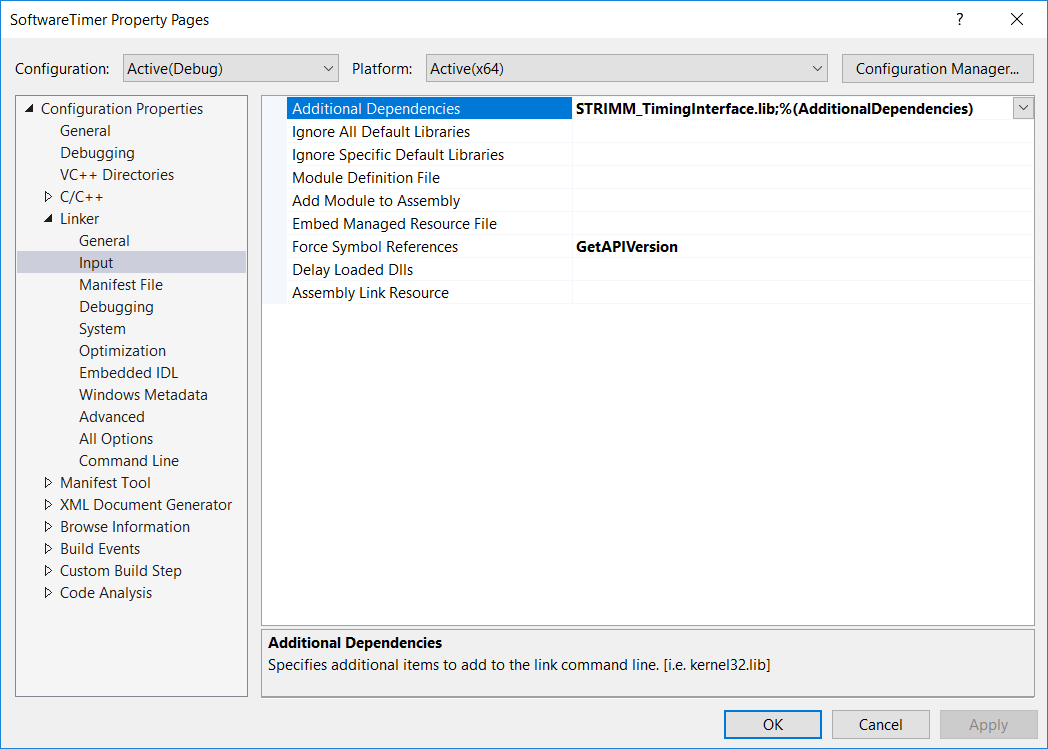 SoftwareTimer Property Pages
?
Configuration: Active(Debug) Platform: Active(x64) Configuration Manager...
Configuration Properties
General
Debugging
VC++ Directories
C/C++
Linker
General
Input
Manifest File
Debugging
System
Optimization
Embedded IDL
Windows Metadata
Advanced
All Options
Command Line
Manifest Tool
XML Document Generator
Browse Information
Build Events
Custom Build Step
Code Analysis
Additional Dependencies STRIMM_TimingInterface.lib;%(AdditionalDependencies)
Ignore All Default Libraries
Ignore Specific Default Libraries
Module Definition File
Add Module to Assembly
Embed Managed Resource File
Force Symbol References GetAPIVersion
Delay Loaded Dlls
Assembly Link Resource
Additional Dependencies
Specifies additional items to add to the link command line. [i.e. kernel32.lib]
OK Cancel Apply